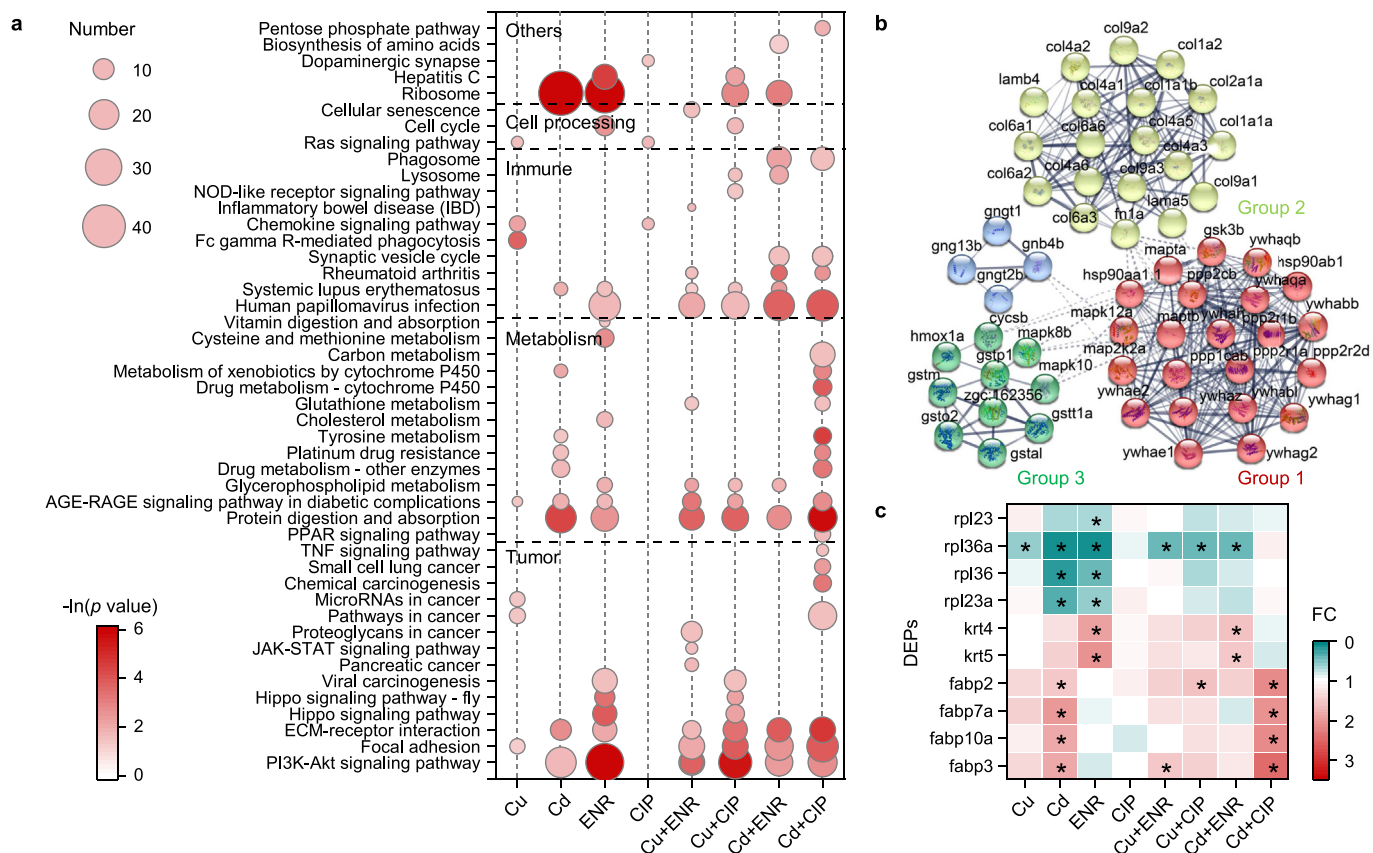 a
Number
10
20
30
40
-ln(p value)
6
4
2
0
Pentose phosphate pathway
Biosynthesis of amino acids
Dopaminergic synapse
Hepatitis C
Ribosome
Cellular senescence
Cell cycle
Ras signaling pathway
Phagosome
Lysosome
NOD-like receptor signaling pathway
Inflammatory bowel disease (IBD)
Chemokine signaling pathway
Fc gamma R-mediated phagocytosis
Synaptic vesicle cycle
Rheumatoid arthritis
Systemic lupus erythematosus
Human papillomavirus infection
Vitamin digestion and absorption
Cysteine and methionine metabolism
Carbon metabolism
Metabolism of xenobiotics by cytochrome P450
Drug metabolism - cytochrome P450
Glutathione metabolism
Cholesterol metabolism
Tyrosine metabolism
Platinum drug resistance
Drug metabolism - other enzymes
Glycerophospholipid metabolism
AGE-RAGE signaling pathway in diabetic complications
Protein digestion and absorption
PPAR signaling pathway
TNF signaling pathway
Small cell lung cancer
Chemical carcinogenesis
MicroRNAs in cancer
Pathways in cancer
Proteoglycans in cancer
JAK-STAT signaling pathway
Pancreatic cancer
Viral carcinogenesis
Hippo signaling pathway - fly
Hippo signaling pathway
ECM-receptor interaction
Focal adhesion
PI3K-Akt signaling pathway
Others
Cell processing
Immune
Metabolism
Tumor
Cu
Cd
ENR
CIP
Cu+ENR
Cu+CIP
Cd+ENR
Cd+CIP
b
col9a2
col4a2
col1a2
lamb4
col4a1
col1a1b
col2a1a
col6a1
col6a6
col4a5
col1a1a
col4a3
col6a2
col4a6
col9a3
col9a1
col6a3
fn1a
lama5
Group 2
gngt1
gng13b
gnb4b
gngt2b
cycsb
mapta
gsk3b
ywhaqb
hsp90ab1
hsp90aa1.1
ppp2cb
ywhaqa
mapk12a
maptb
ywhah
ppp2r1b
ywhabb
hmox1a
gstp1
mapk8b
map2k2a
ppp1cab
ppp2r1a
ppp2r2d
gstm
mapk10
zgc:162356
ywhae2
ywhaz
ywhabl
ywhag1
gsto2
gstt1a
gstal
ywhae1
ywhag2
Group 3
Group 1
c
DEPs
rpl23
rpl36a
rpl36
rpl23a
krt4
krt5
fabp2
fabp7a
fabp10a
fabp3
*
* * * * * *
* *
* *
* *
* *
* * *
* *
* *
* * *
Cu
Cd
ENR
CIP
Cu+ENR
Cu+CIP
Cd+ENR
Cd+CIP
FC
0
1
2
3